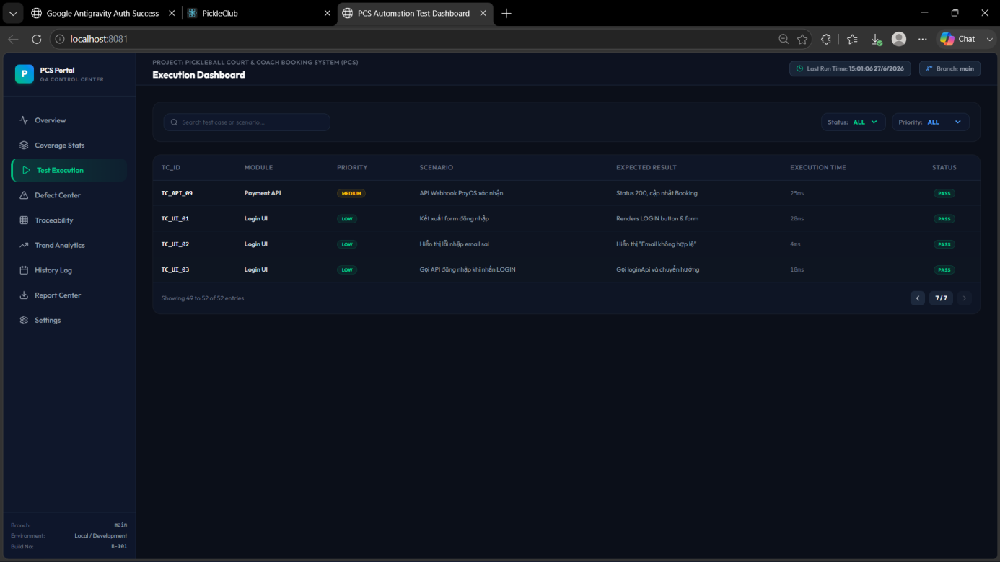 Google Antigravity Auth Success
PickleClub
PCS Automation Test Dashboard
localhost:8081
Chat
P
PCS Portal
QA CONTROL CENTER
PROJECT: PICKLEBALL COURT & COACH BOOKING SYSTEM (PCS)
Execution Dashboard
Last Run Time: 15:01:06 27/6/2026
Branch: main
Overview
Coverage Stats
Test Execution
Defect Center
Traceability
Trend Analytics
History Log
Report Center
Settings
Search test case or scenario...
Status: ALL
Priority: ALL
TC_ID MODULE PRIORITY SCENARIO EXPECTED RESULT EXECUTION TIME STATUS
TC_API_09 Payment API MEDIUM API Webhook PayOS xác nhận Status 200, cập nhật Booking 25ms PASS
TC_UI_01 Login UI LOW Kết xuất form đăng nhập Renders LOGIN button & form 28ms PASS
TC_UI_02 Login UI LOW Hiển thị lỗi nhập email sai Hiển thị "Email không hợp lệ" 4ms PASS
TC_UI_03 Login UI LOW Gọi API đăng nhập khi nhấn LOGIN Gọi loginApi và chuyển hướng 18ms PASS
Showing 49 to 52 of 52 entries
7/7
Branch: main
Environment: Local / Development
Build No: B-101